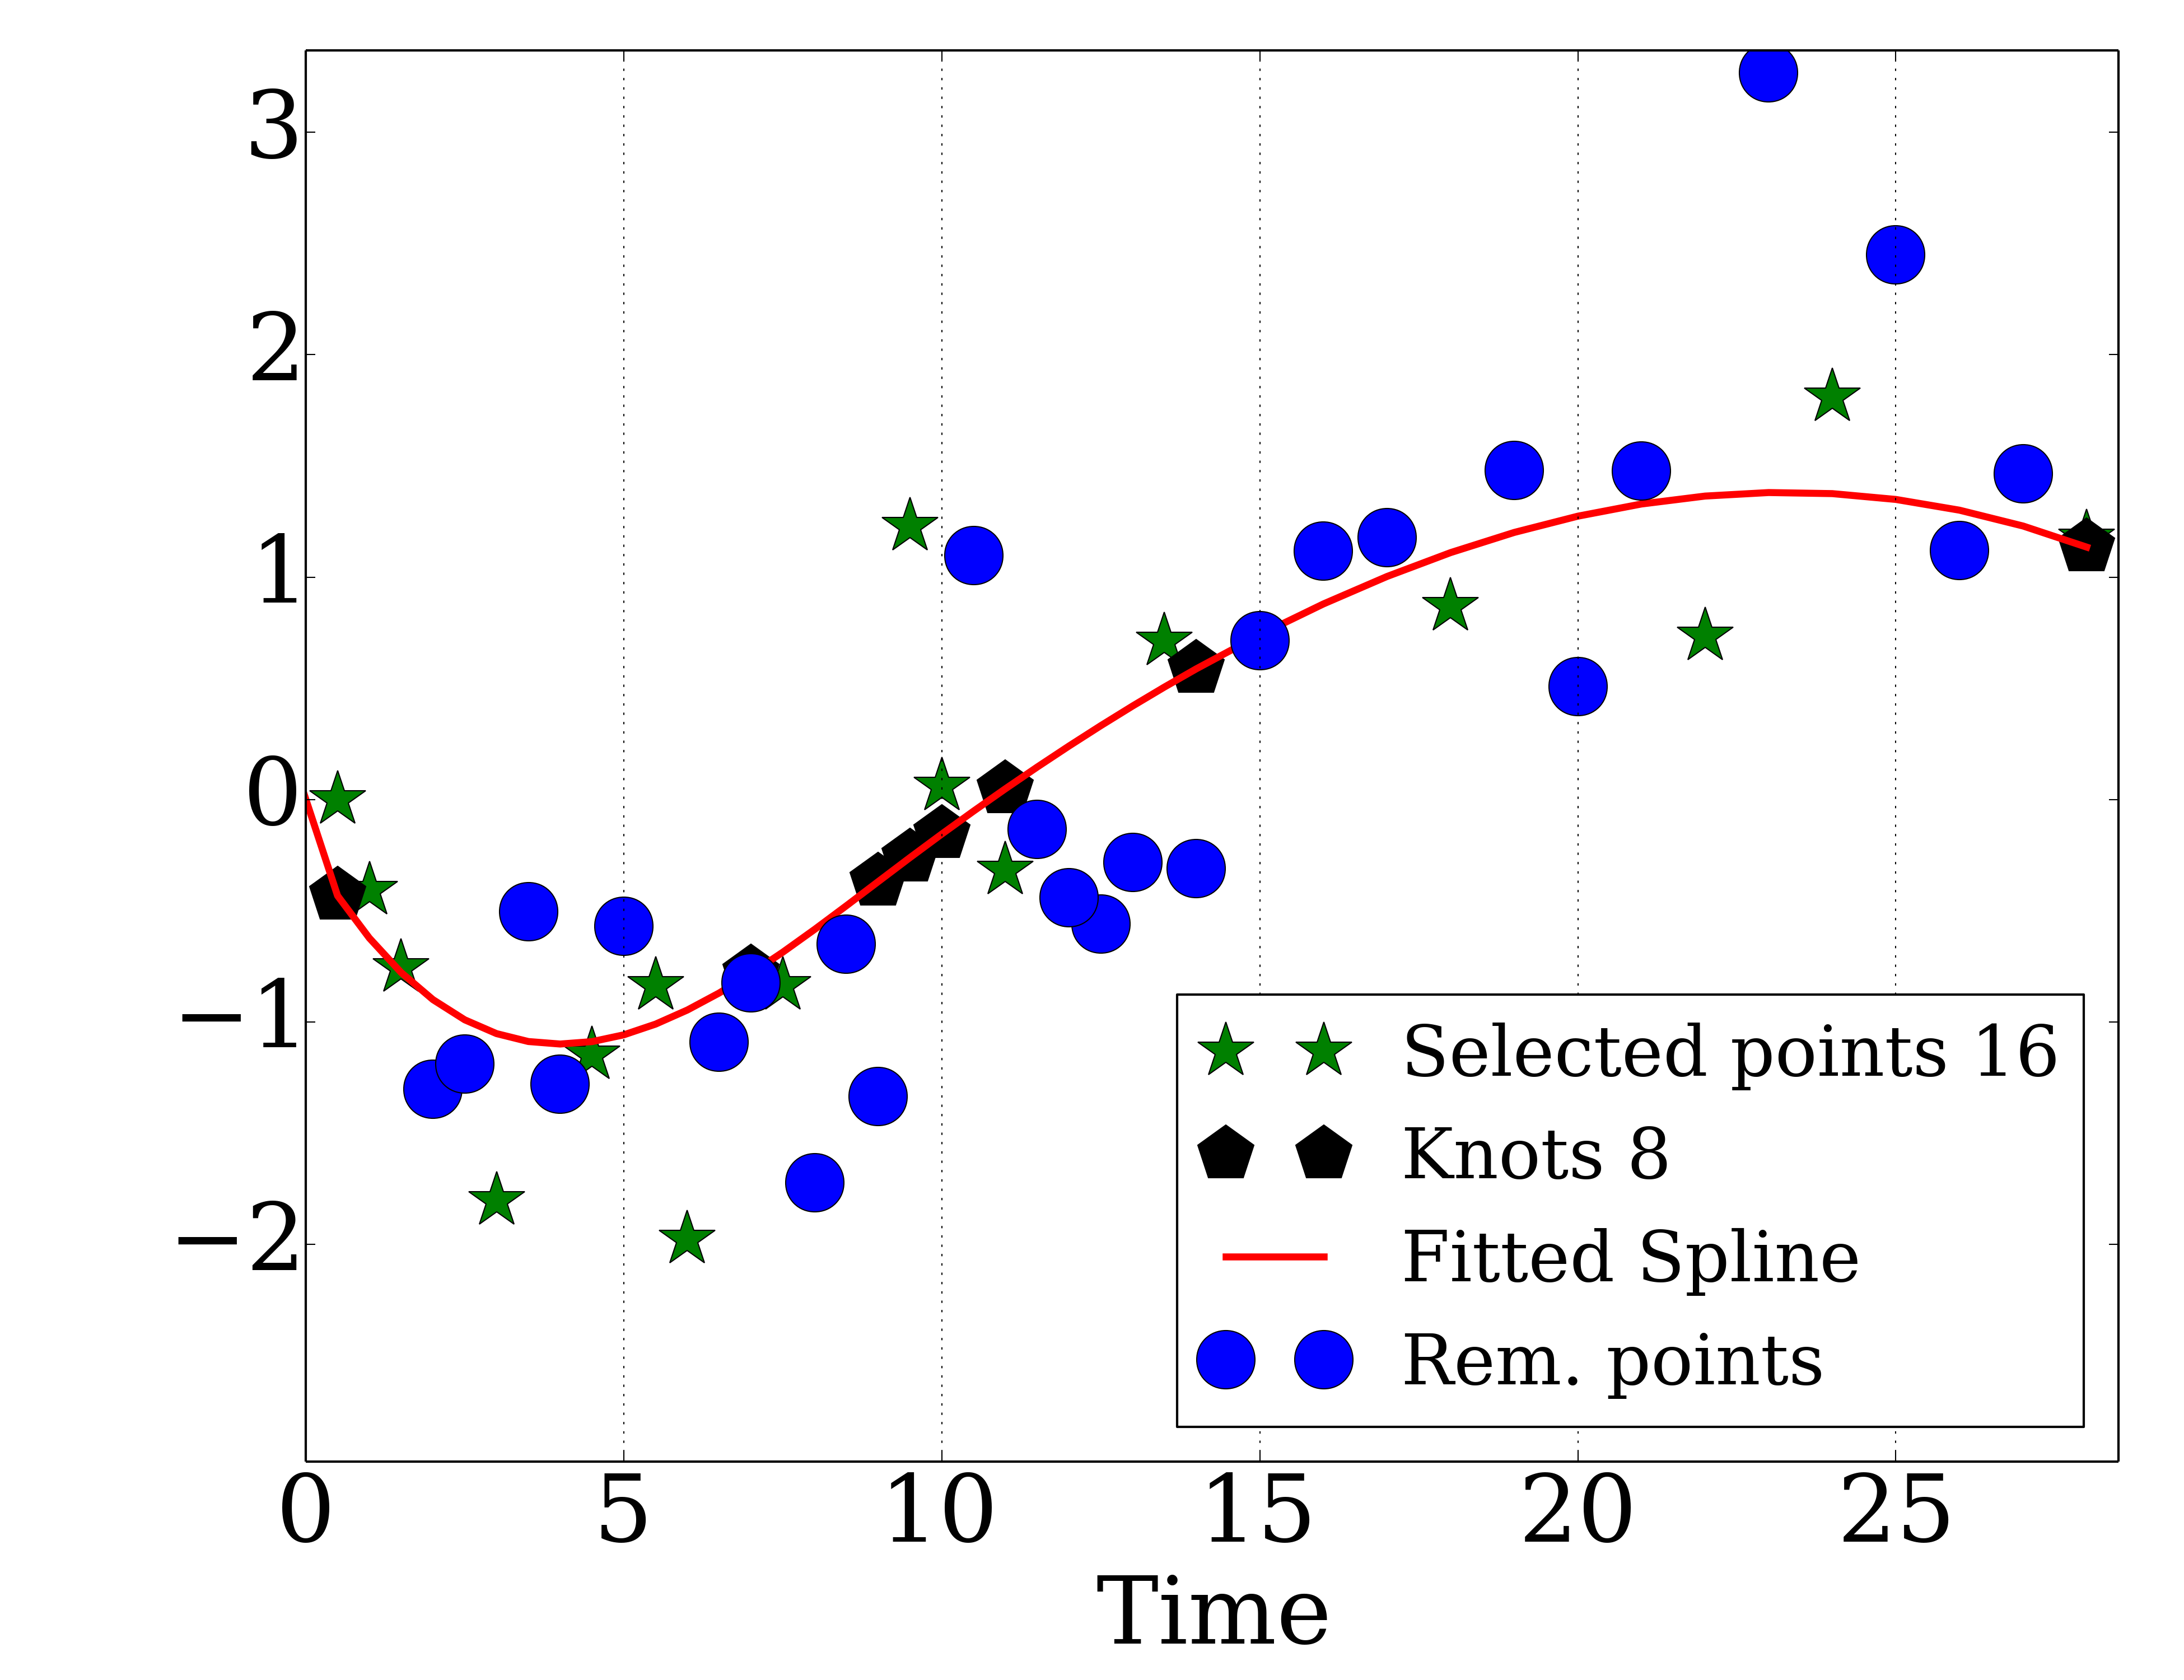 3
2
1
0
−1
−2
0 5 10 15 20 25
Time
Selected points 16
Knots 8
Fitted Spline
Rem. points